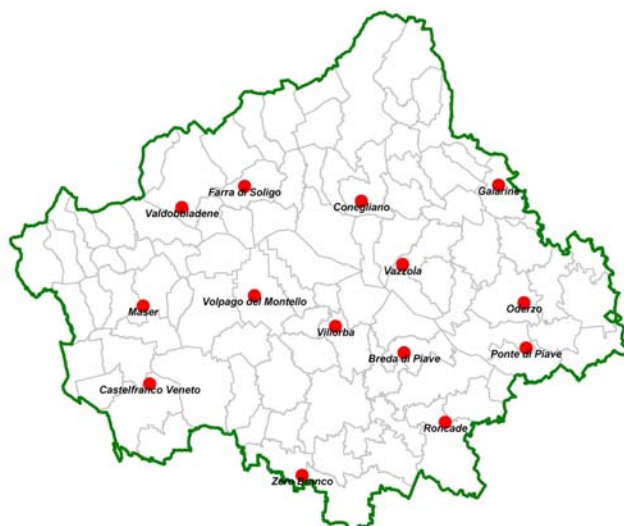 Gaiarine
Farra di Soligo
Conegliano
Valdobbiadene
Vazzola
Volpago del Montello
Oderzo
Maser
Villorba
Ponte di Piave
Breda di Piave
Castelfranco Veneto
Roncade
Zero Branco